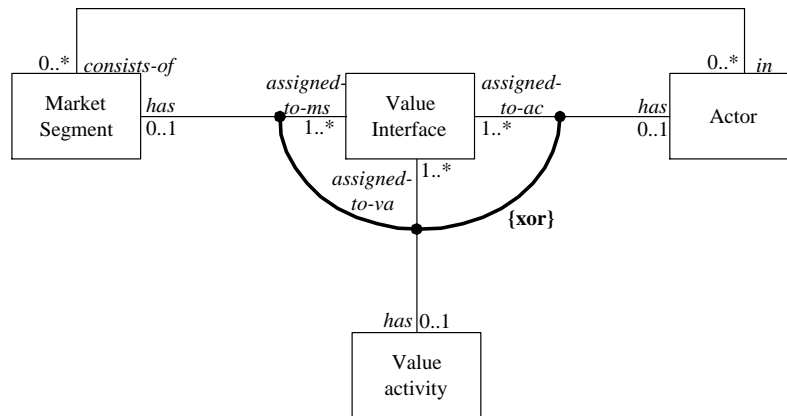 0..*
consists-of
0..*
in
Market
Segment
has
0..1
assigned-
to-ms
1..*
Value
Interface
assigned-
to-ac
1..*
has
0..1
Actor
assigned-
to-va
1..*
{xor}
has
0..1
Value
activity